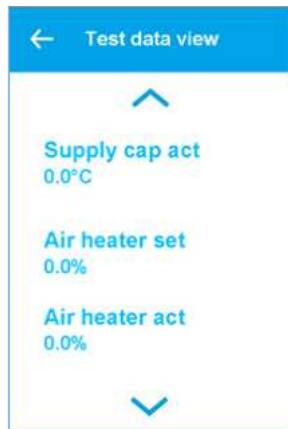 Test data view
Supply cap act
0.0°C
Air heater set
0.0%
Air heater act
0.0%